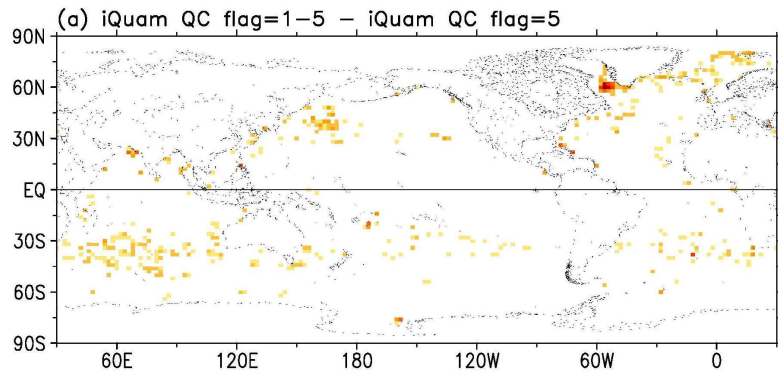 (a) iQuam QC flag=1-5 - iQuam QC flag=5
90N
60N
30N
EQ
30S
60S
90S
60E 120E 180 120W 60W 0